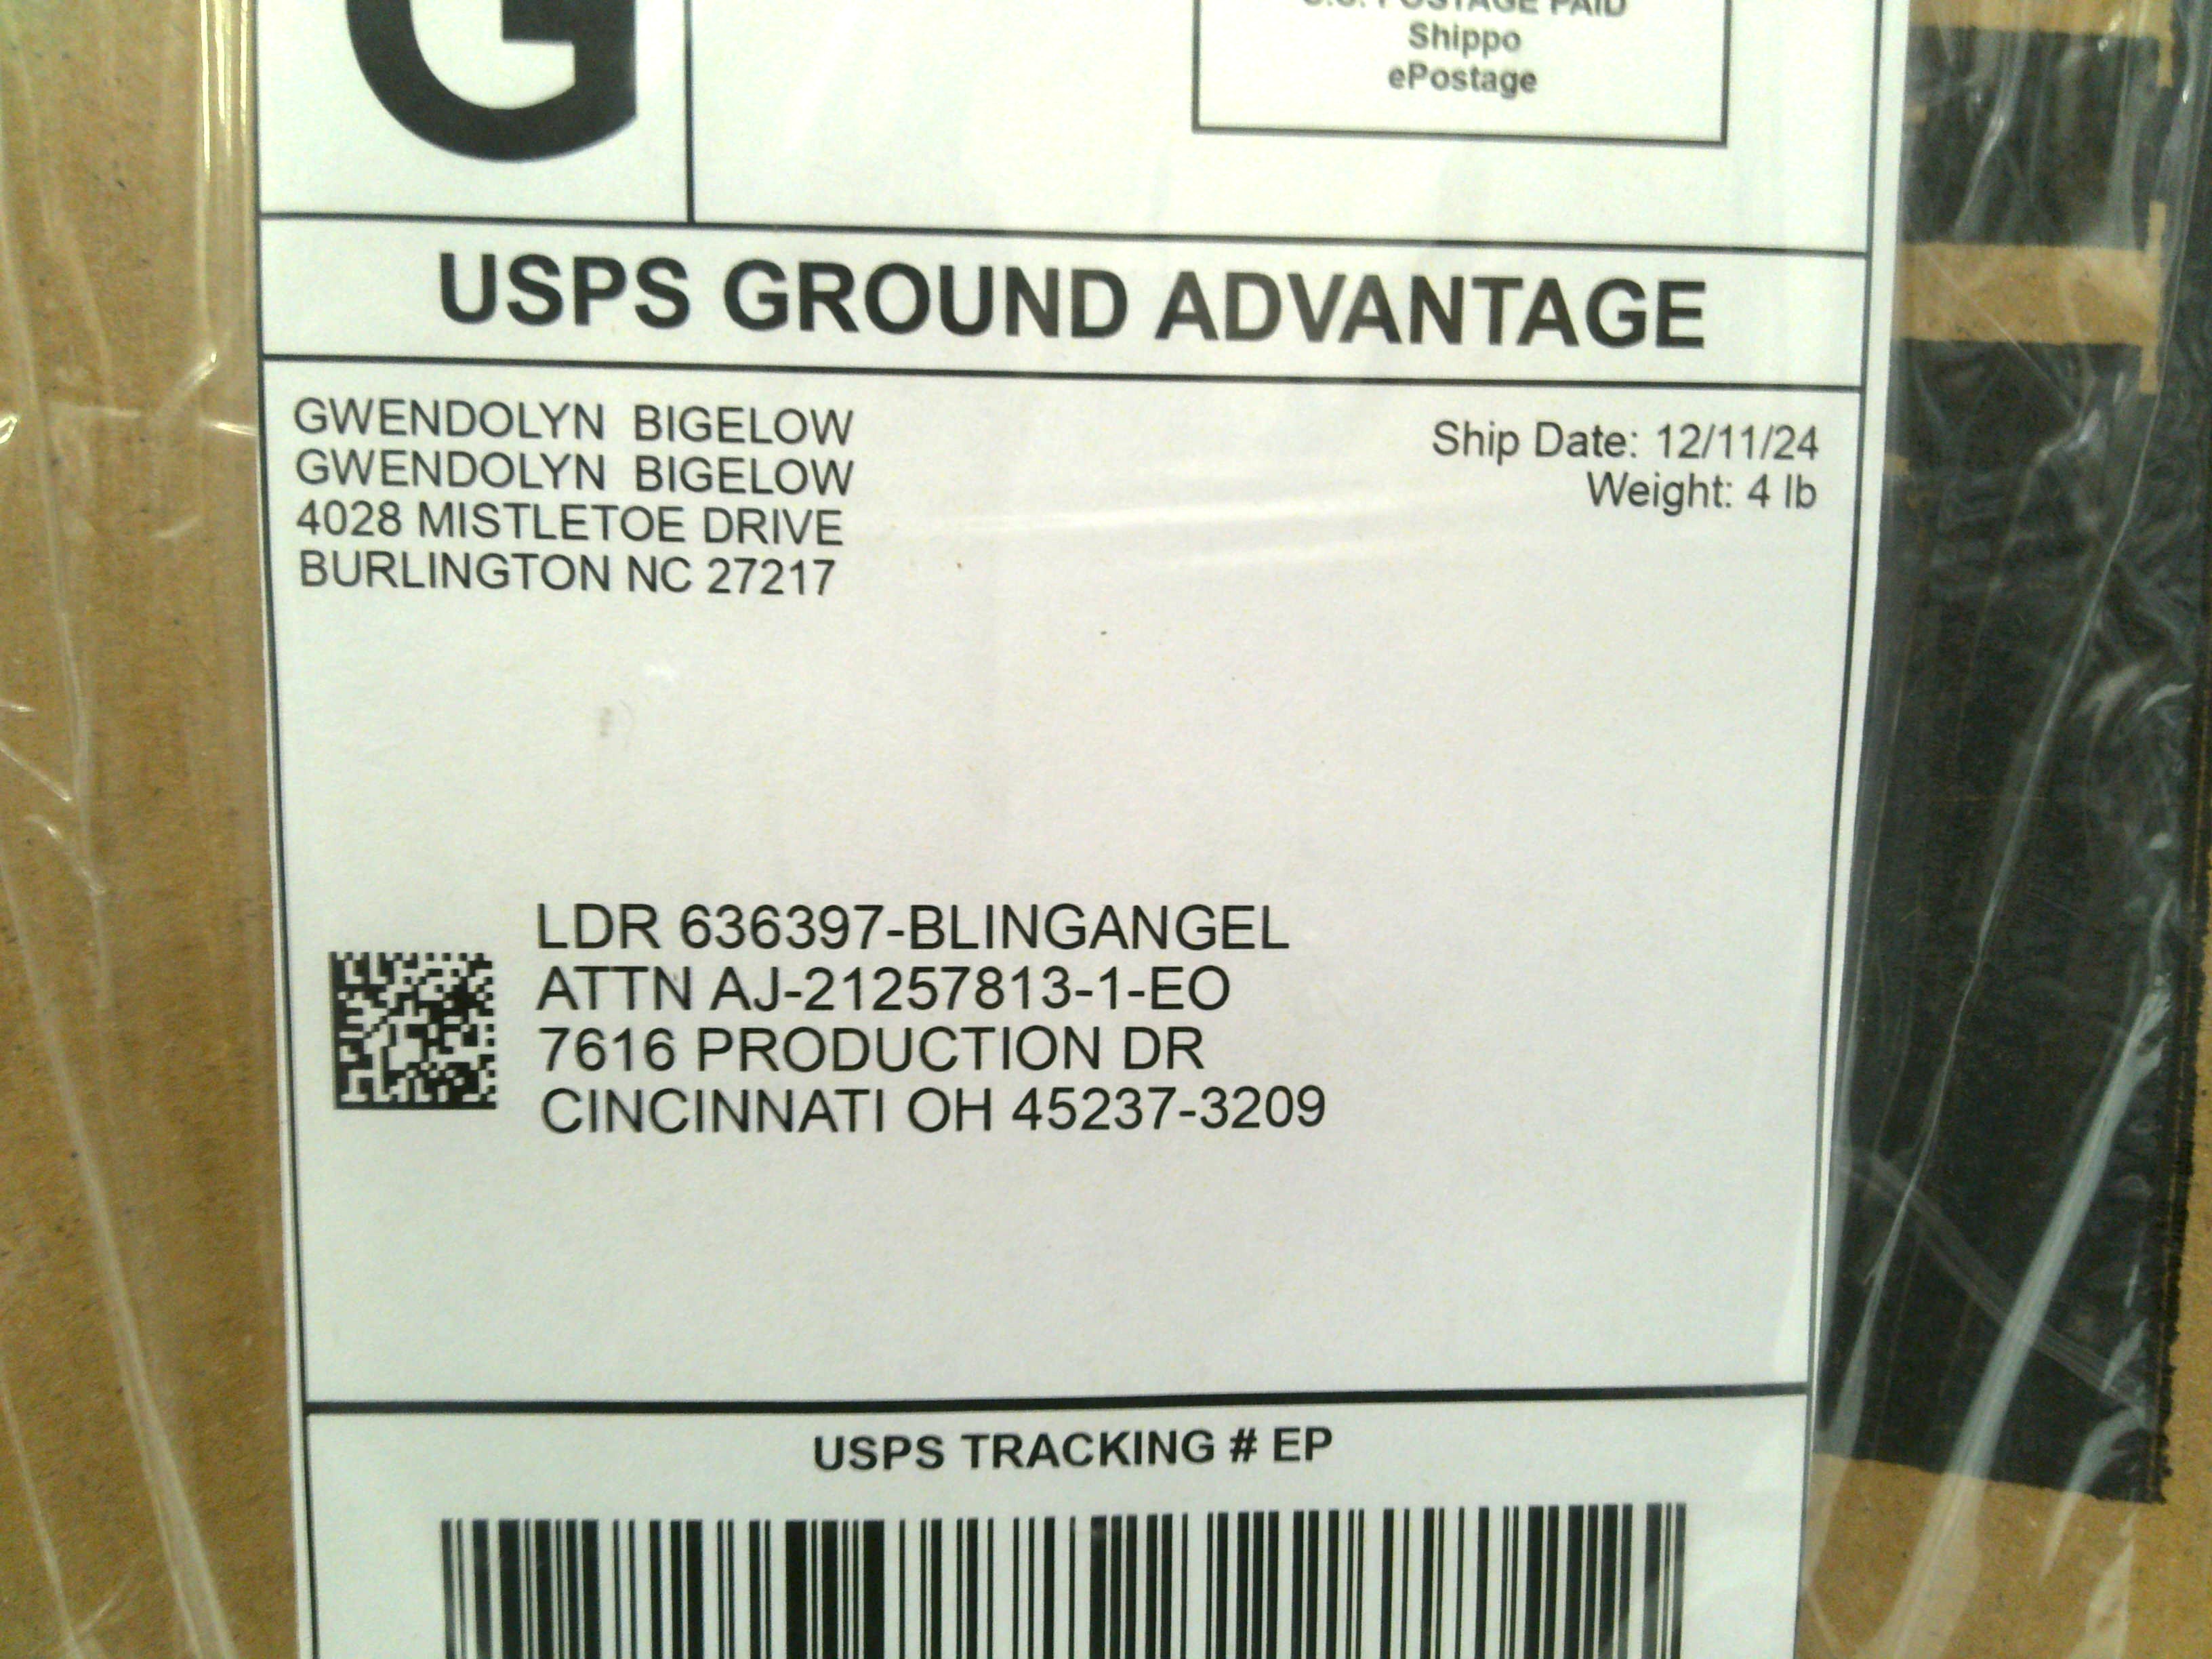 G
U.S. POSTAGE PAID
Shippo
ePostage
USPS GROUND ADVANTAGE
GWENDOLYN BIGELOW
GWENDOLYN BIGELOW
4028 MISTLETOE DRIVE
BURLINGTON NC 27217
Ship Date: 12/11/24
Weight: 4 lb
LDR 636397-BLINGANGEL
ATTN AJ-21257813-1-EO
7616 PRODUCTION DR
CINCINNATI OH 45237-3209
USPS TRACKING # EP